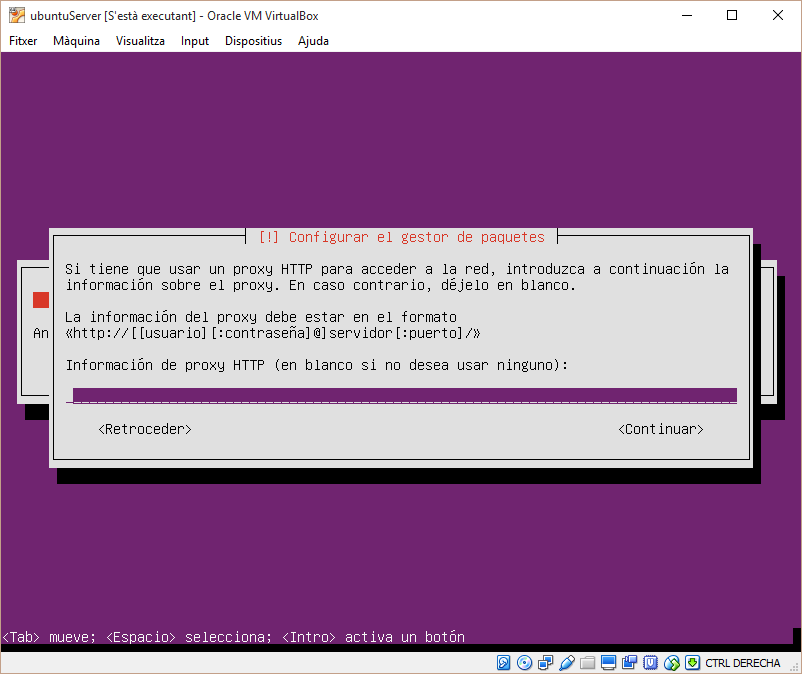 ubuntuServer [S'està executant] - Oracle VM VirtualBox
Fitxer Màquina Visualitza Input Dispositius Ajuda
[!] Configurar el gestor de paquetes
Si tiene que usar un proxy HTTP para acceder a la red, introduzca a continuación la
información sobre el proxy. En caso contrario, déjelo en blanco.
La información del proxy debe estar en el formato
An
«http://[[usuario][:contraseña]@]servidor[:puerto]/»
Información de proxy HTTP (en blanco si no desea usar ninguno):
<Retroceder> <Continuar>
<Tab> mueve; <Espacio> selecciona; <Intro> activa un botón
CTRL DERECHA